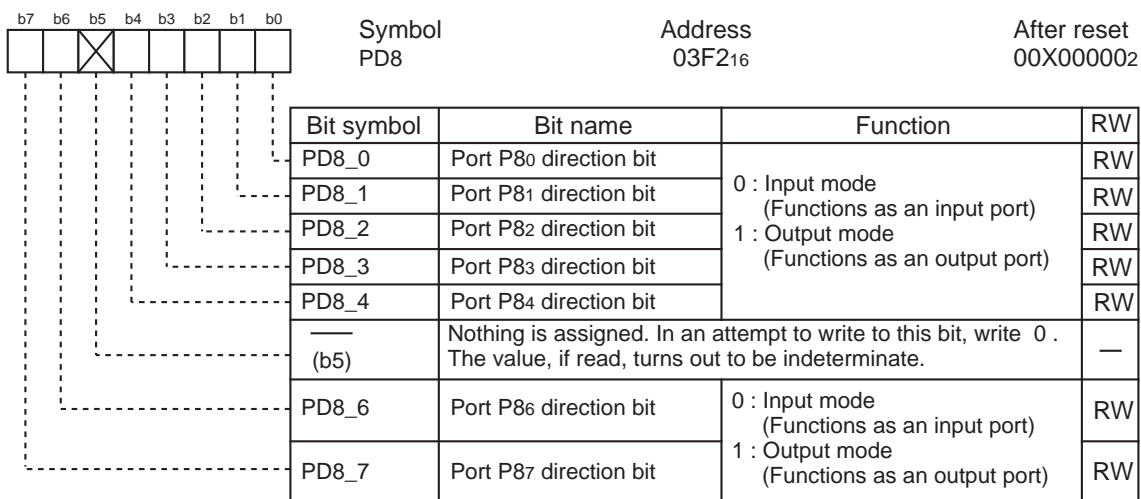 b7 b6 b5 b4 b3 b2 b1 b0
Symbol Address After reset
PD8 03F216 00X000002
Bit symbol Bit name Function RW
PD8_0 Port P80 direction bit RW
PD8_1 Port P81 direction bit RW
PD8_2 Port P82 direction bit RW
PD8_3 Port P83 direction bit RW
PD8_4 Port P84 direction bit RW
0 : Input mode
(Functions as an input port)
1 : Output mode
(Functions as an output port)
— (b5)
Nothing is assigned. In an attempt to write to this bit, write 0 .
The value, if read, turns out to be indeterminate.
—
PD8_6 Port P86 direction bit RW
PD8_7 Port P87 direction bit RW
0 : Input mode
(Functions as an input port)
1 : Output mode
(Functions as an output port)